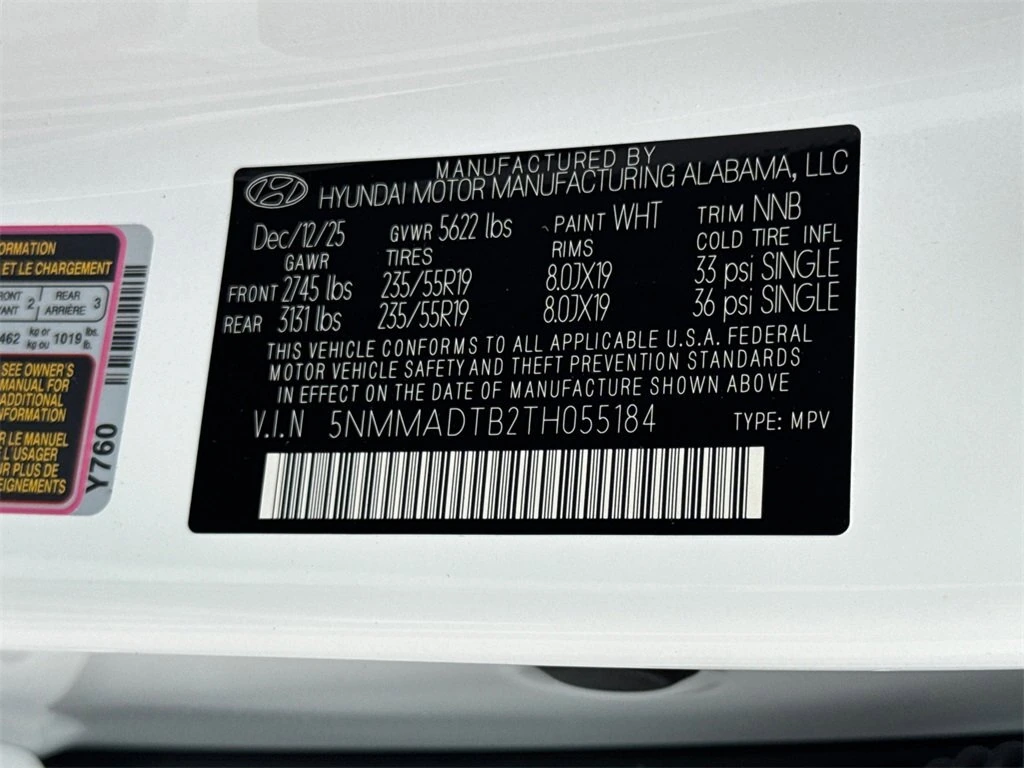 MANUFACTURED BY
HYUNDAI MOTOR MANUFACTURING ALABAMA, LLC
Dec/12/25 GVWR 5622 lbs PAINT WHT TRIM NNB
GAWR TIRES RIMS COLD TIRE INFL
FRONT 2745 lbs 235/55R19 8.0JX19 33 psi SINGLE
REAR 3131 lbs 235/55R19 8.0JX19 36 psi SINGLE
THIS VEHICLE CONFORMS TO ALL APPLICABLE U.S.A. FEDERAL
MOTOR VEHICLE SAFETY AND THEFT PREVENTION STANDARDS
IN EFFECT ON THE DATE OF MANUFACTURE SHOWN ABOVE
V.I.N 5NMMADTB2TH055184 TYPE: MPV
ET LE CHARGEMENT
2 REAR 3
ARRIÈRE
462 kg or 1019 lbs.
kg ou lb.
SEE OWNER'S
MANUAL FOR
ADDITIONAL
INFORMATION
LE MANUEL
L'USAGER
PLUS DE
Y760